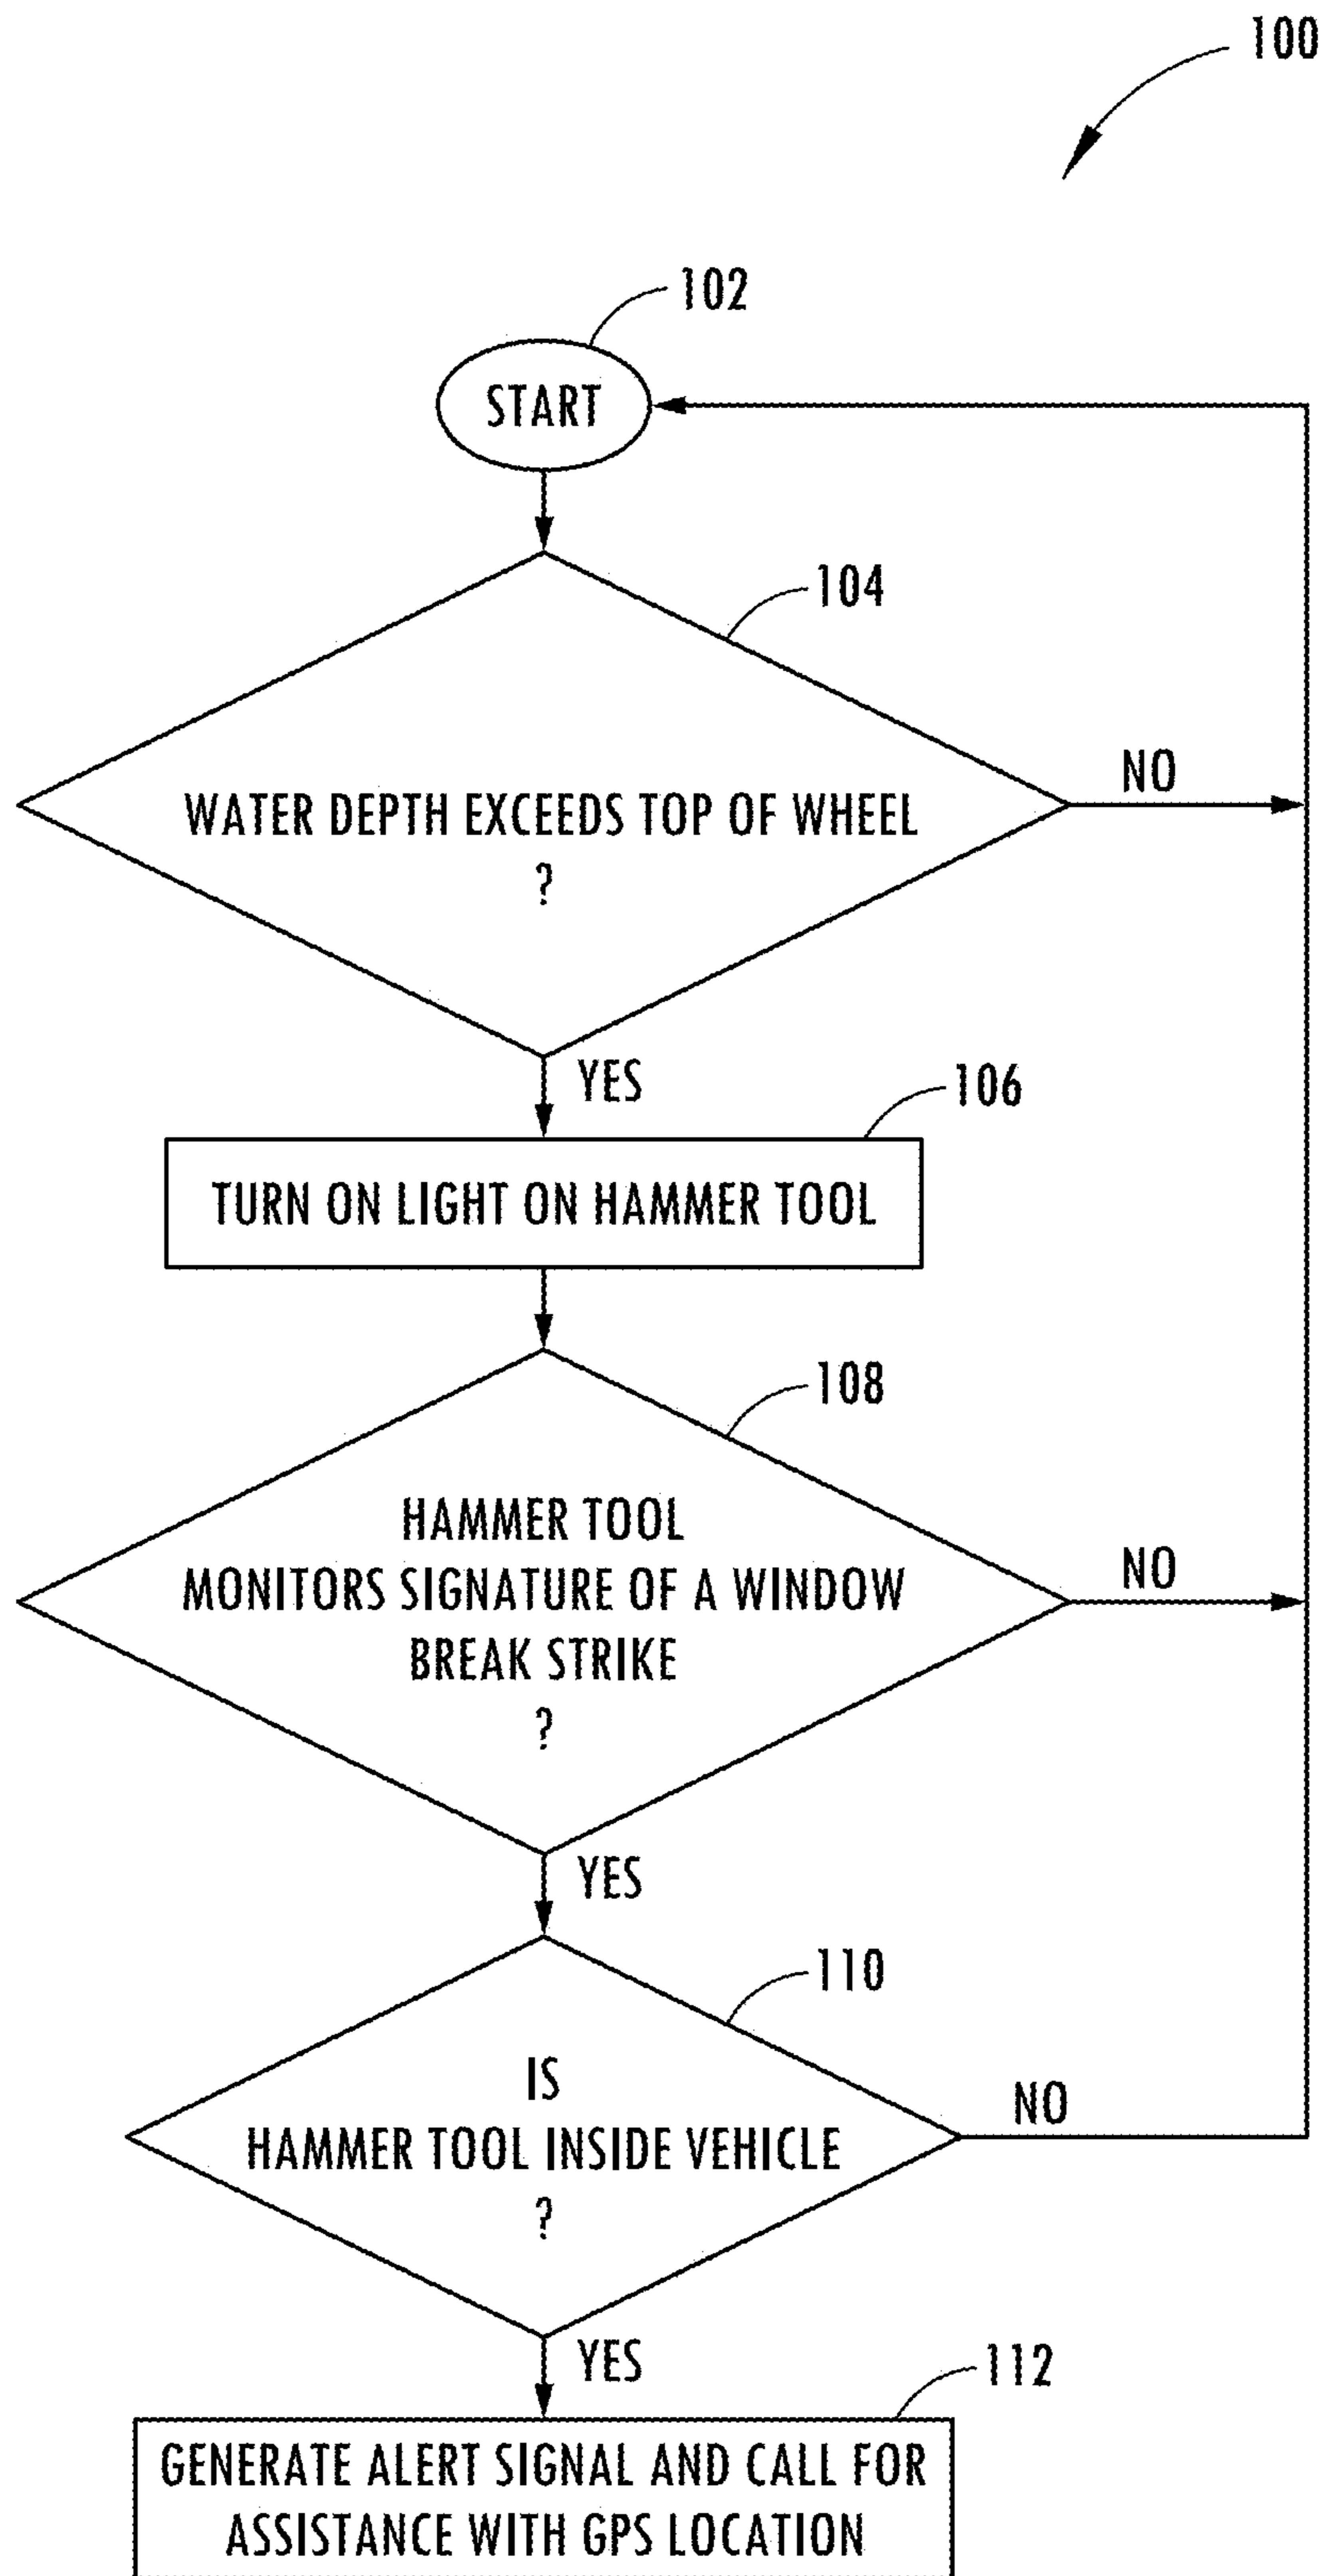 100
102
START
104
NO
WATER DEPTH EXCEEDS TOP OF WHEEL
?
YES
106
TURN ON LIGHT ON HAMMER TOOL
108
HAMMER TOOL
NO
MONITORS SIGNATURE OF A WINDOW
BREAK STRIKE
?
YES
110
IS
NO
HAMMER TOOL INSIDE VEHICLE
?
YES
112
GENERATE ALERT SIGNAL AND CALL FOR
ASSISTANCE WITH GPS LOCATION